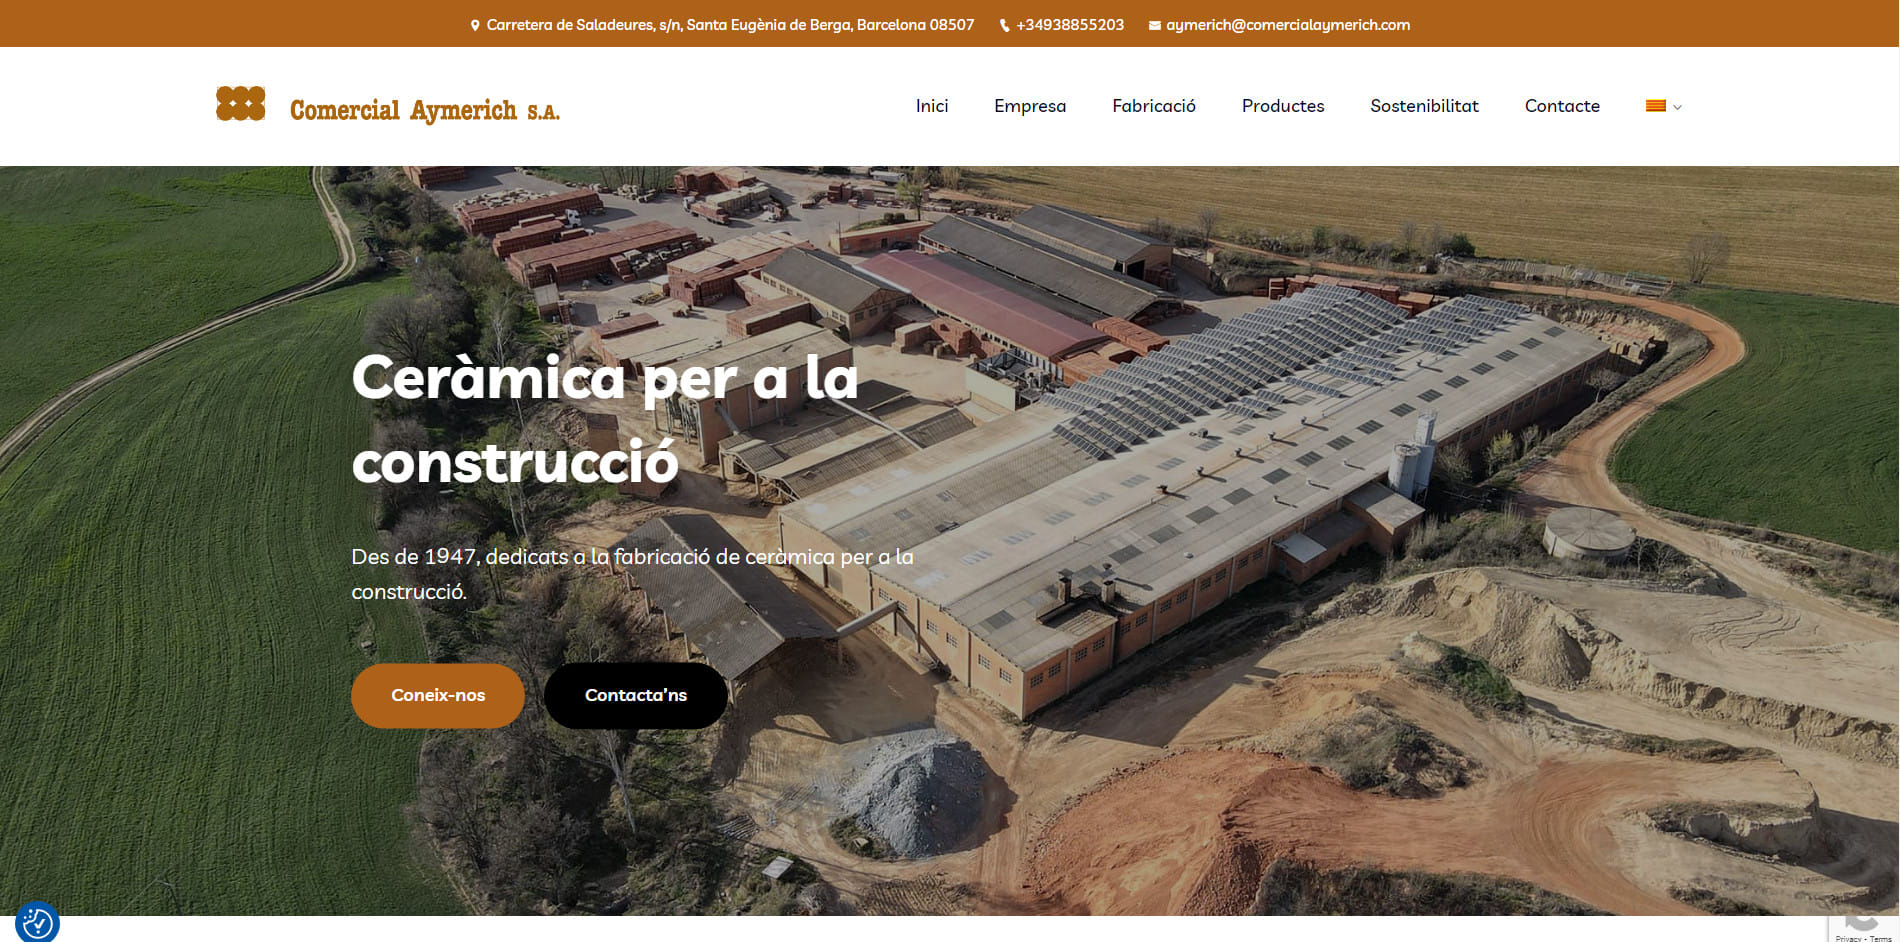 Carretera de Saladeures, s/n, Santa Eugènia de Berga, Barcelona 08507 +34938855203 aymerich@comercialaymerich.com
Comercial Aymerich S.A.
Inici Empresa Fabricació Productes Sostenibilitat Contacte
Ceràmica per a la
construcció
Des de 1947, dedicats a la fabricació de ceràmica per a la
construcció.
Coneix-nos Contacta’ns
Privacy - Terms